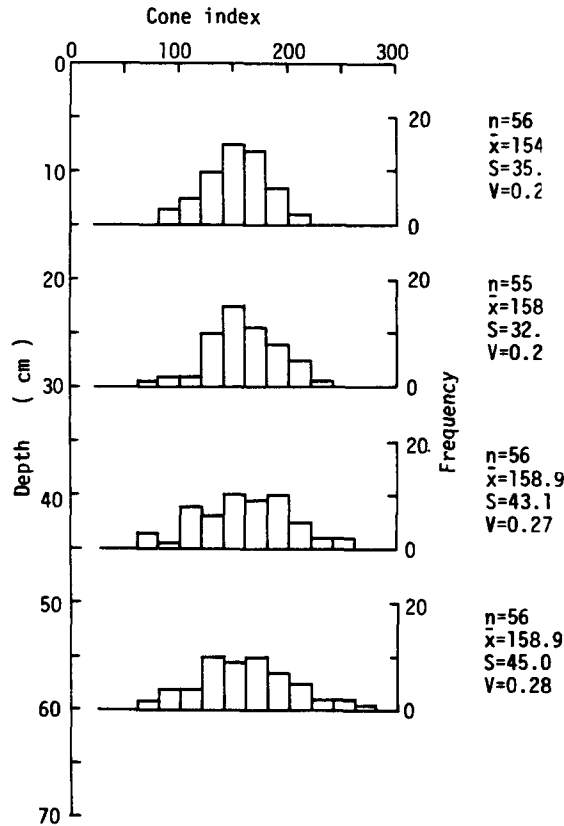 Cone index
0 100 200 300
0
10
20
30
40
50
60
70
Depth ( cm )
Frequency
20
0
n=56
x̄=154
S=35.
V=0.2
20
0
n=55
x̄=158
S=32.
V=0.2
20
0
n=56
x̄=158.9
S=43.1
V=0.27
20
0
n=56
x̄=158.9
S=45.0
V=0.28